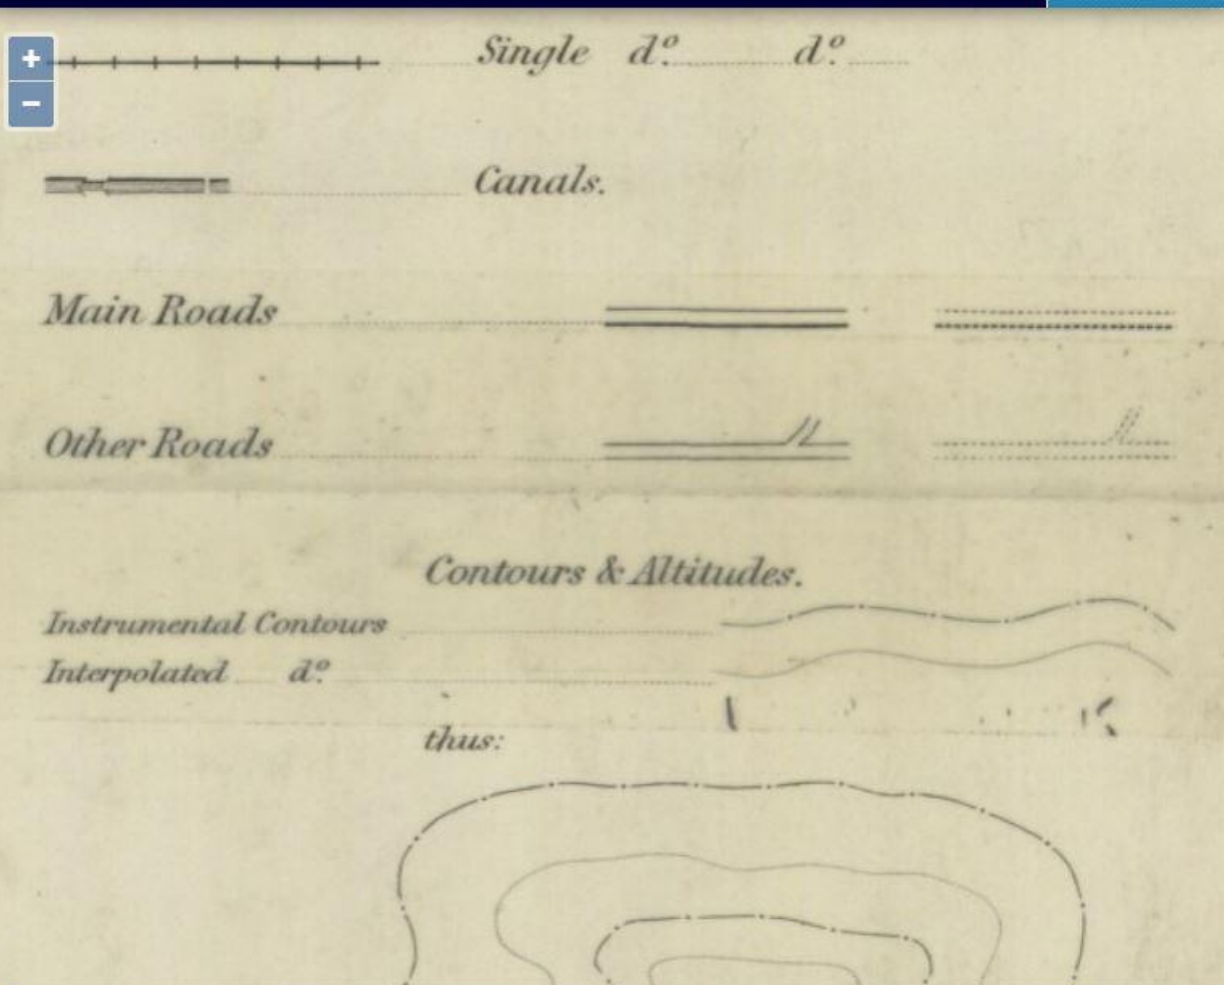 +
Single d.º d.º
−
Canals.
Main Roads
Other Roads
Contours & Altitudes.
Instrumental Contours
Interpolated d.º
thus: